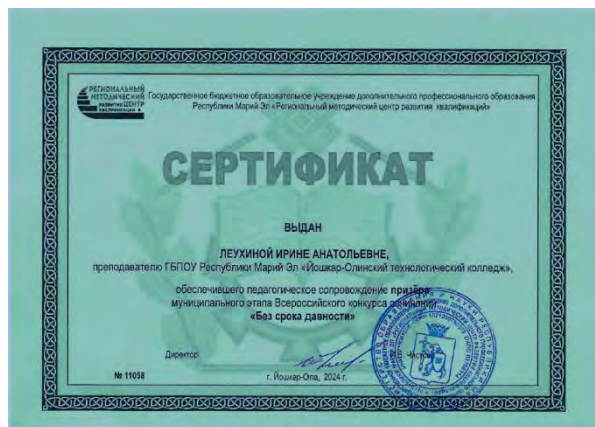 РЕГИОНАЛЬНЫЙ
МЕТОДИЧЕСКИЙ
ЦЕНТР
РАЗВИТИЯ
КВАЛИФИКАЦИЙ
Государственное бюджетное образовательное учреждение дополнительного профессионального образования
Республики Марий Эл «Региональный методический центр развития квалификаций»
СЕРТИФИКАТ
ВЫДАН
ЛЕУХИНОЙ ИРИНЕ АНАТОЛЬЕВНЕ,
преподавателю ГБПОУ Республики Марий Эл «Йошкар-Олинский технологический колледж»,
обеспечившего педагогическое сопровождение призёра
муниципального этапа Всероссийского конкурса сочинений
«Без срока давности»
Директор
№ 11058
г. Йошкар-Ола, 2024 г.